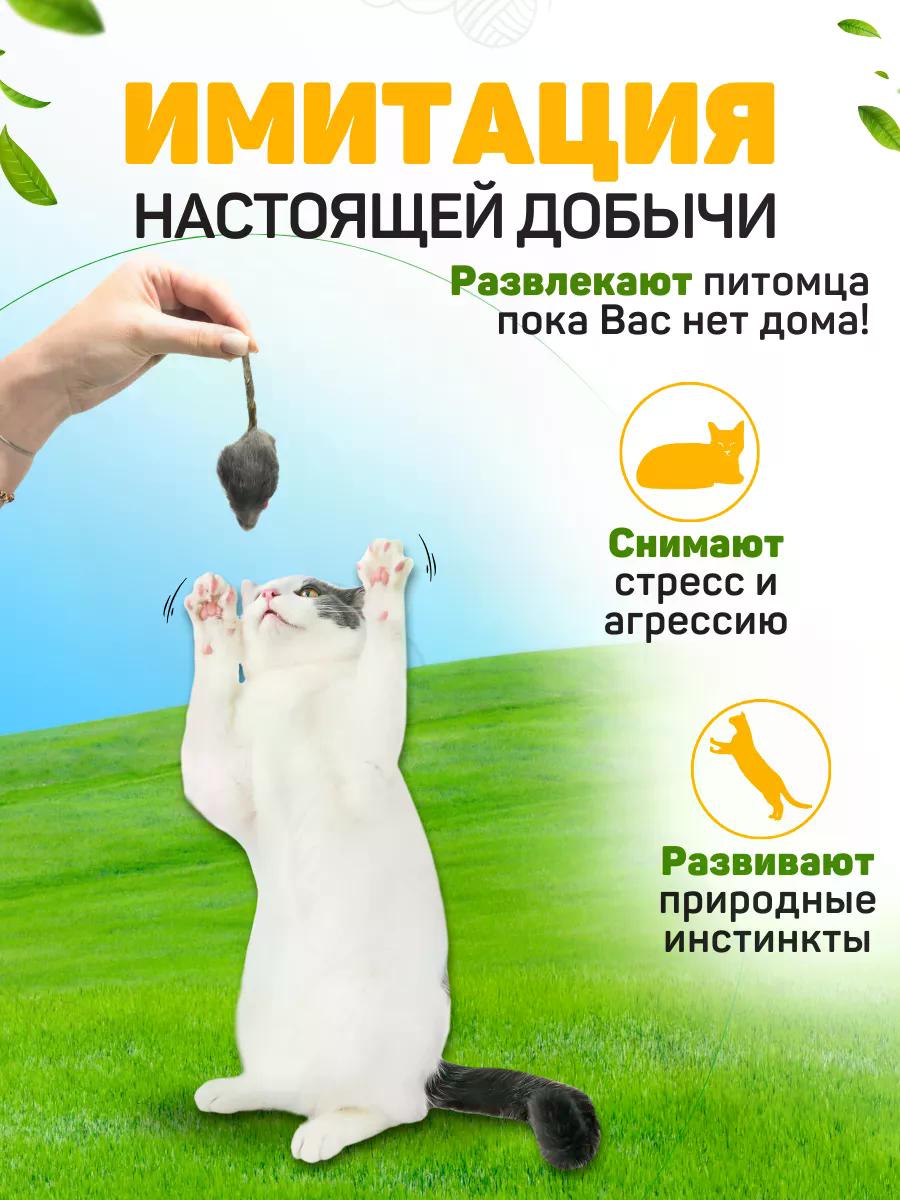 ИМИТАЦИЯ
НАСТОЯЩЕЙ ДОБЫЧИ
Развлекают питомца
пока Вас нет дома!
Снимают
стресс и
агрессию
Развивают
природные
инстинкты